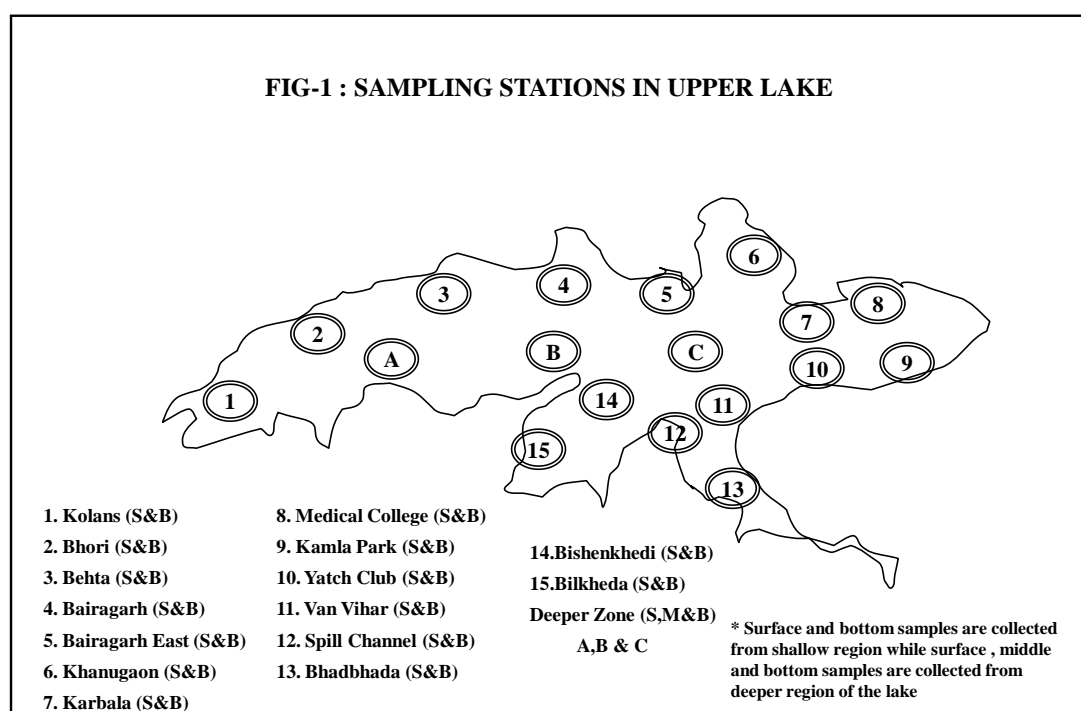 FIG-1 : SAMPLING STATIONS IN UPPER LAKE
6
4
3
5
8
7
2
B
C
A
9
10
14
11
1
12
15
13
1. Kolans (S&B)
2. Bhori (S&B)
3. Behta (S&B)
4. Bairagarh (S&B)
5. Bairagarh East (S&B)
6. Khanugaon (S&B)
7. Karbala (S&B)
8. Medical College (S&B)
9. Kamla Park (S&B)
10. Yatch Club (S&B)
11. Van Vihar (S&B)
12. Spill Channel (S&B)
13. Bhadbhada (S&B)
14.Bishenkhedi (S&B)
15.Bilkheda (S&B)
Deeper Zone (S,M&B)
A,B & C
* Surface and bottom samples are collected
from shallow region while surface , middle
and bottom samples are collected from
deeper region of the lake